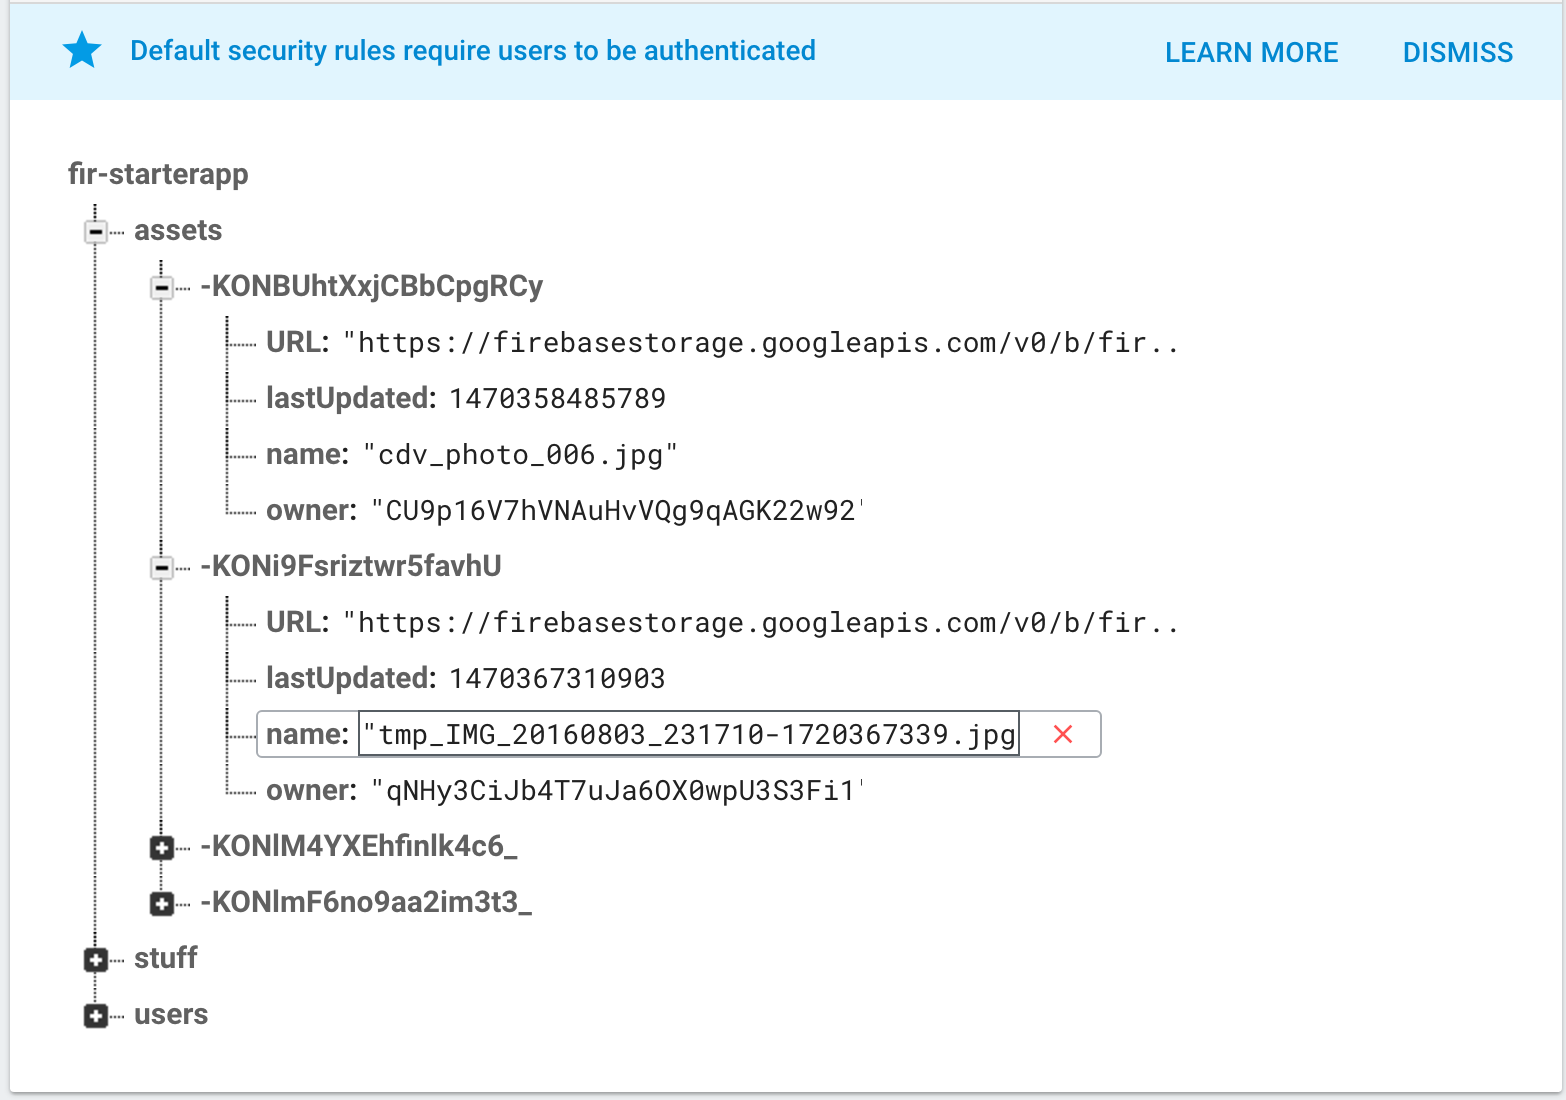 Default security rules require users to be authenticated LEARN MORE DISMISS
fir-starterapp
assets
-KONBUhtXxjCBbCpgRCy
URL: "https://firebasestorage.googleapis.com/v0/b/fir..
lastUpdated: 1470358485789
name: "cdv_photo_006.jpg"
owner: "CU9p16V7hVNAuHvVQg9qAGK22w92'
-KONi9Fsriztwr5favhU
URL: "https://firebasestorage.googleapis.com/v0/b/fir..
lastUpdated: 1470367310903
name: "tmp_IMG_20160803_231710-1720367339.jpg
owner: "qNHy3CiJb4T7uJa6OX0wpU3S3Fi1'
-KONlM4YXEhfinlk4c6_
-KONlmF6no9aa2im3t3_
stuff
users